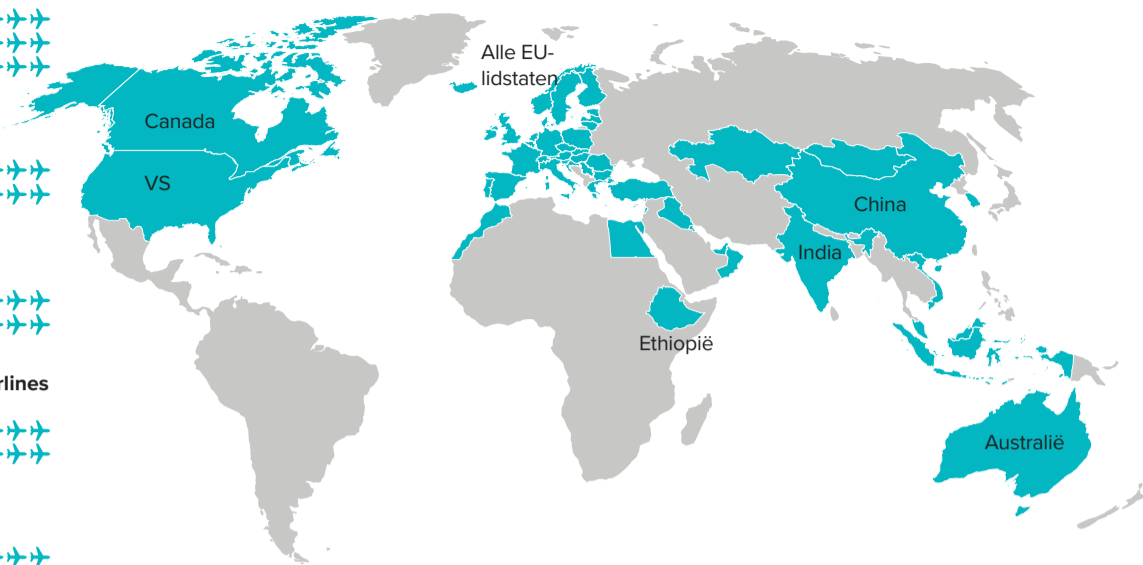 Alle EU-
lidstaten
Canada
VS
China
India
Ethiopië
rlines
Australië